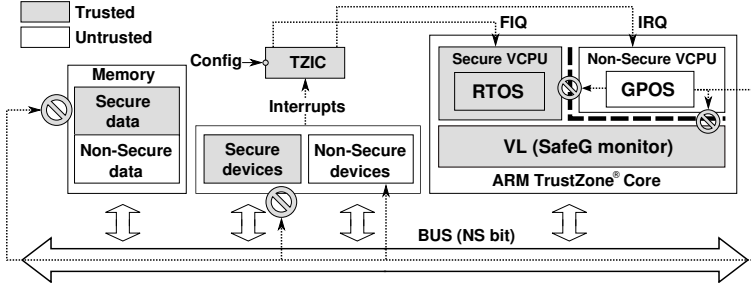 Trusted
Untrusted
Config
TZIC
FIQ
IRQ
Memory
Secure
data
Non-Secure
data
Interrupts
Secure
devices
Non-Secure
devices
Secure VCPU
RTOS
Non-Secure VCPU
GPOS
VL (SafeG monitor)
ARM TrustZone® Core
BUS (NS bit)